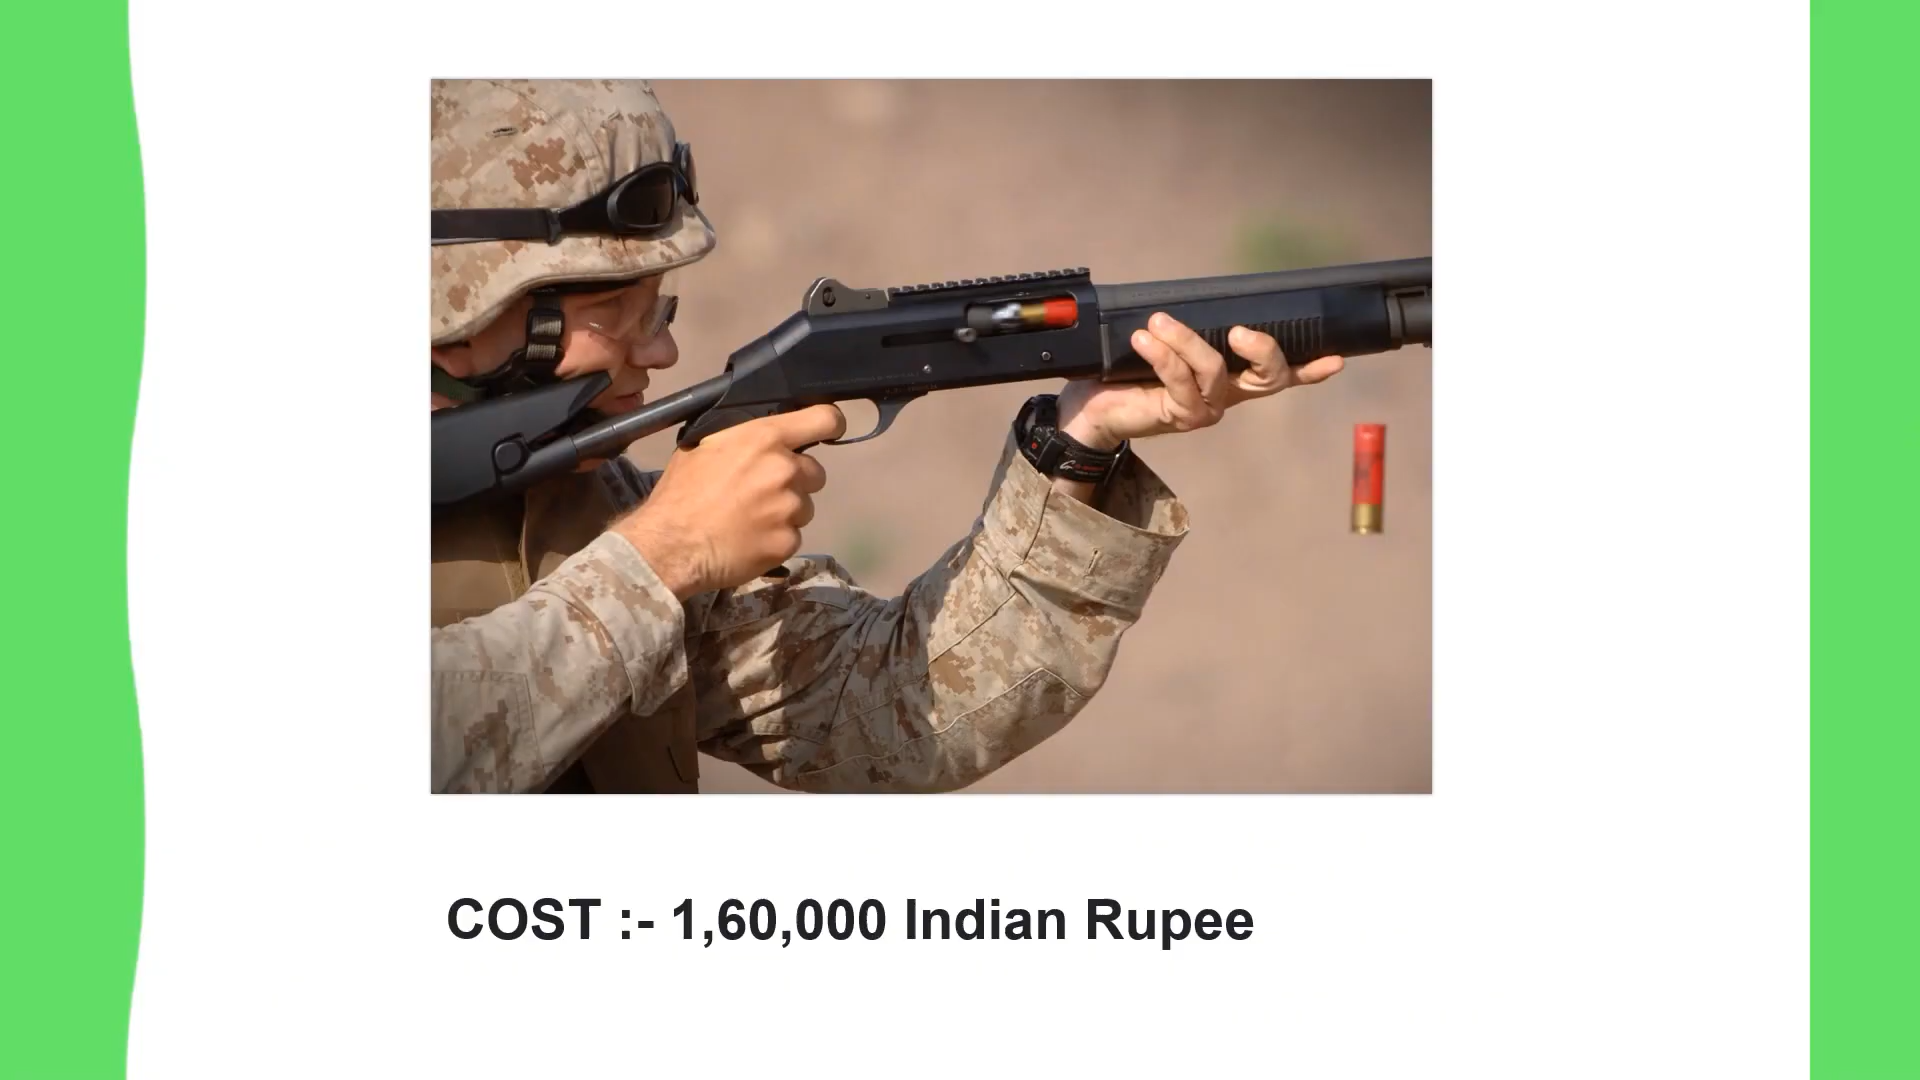 COST :- 1,60,000 Indian Rupee